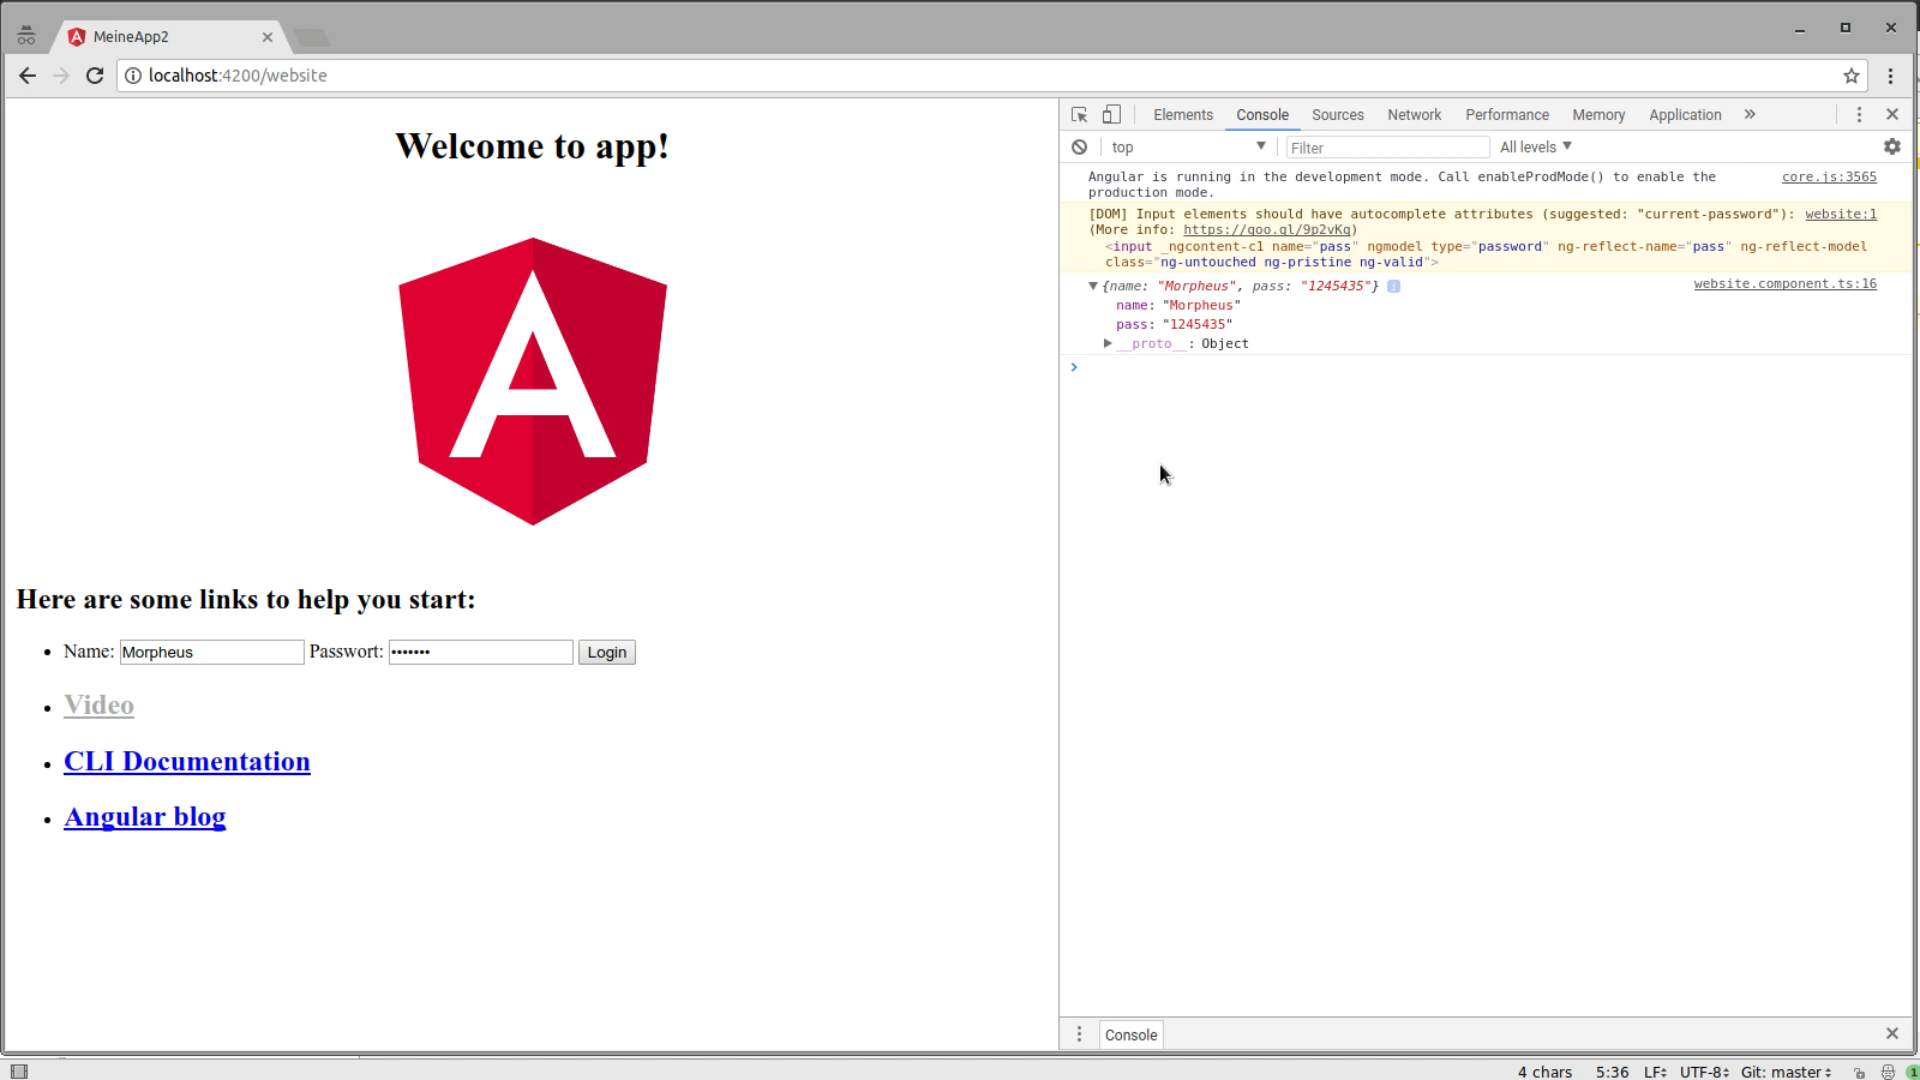 MeineApp2
localhost:4200/website
Welcome to app!
Here are some links to help you start:
Name: Morpheus Passwort: ••••••• Login
Video
CLI Documentation
Angular blog
Elements Console Sources Network Performance Memory Application
top Filter All levels
Angular is running in the development mode. Call enableProdMode() to enable the core.js:3565
production mode.
[DOM] Input elements should have autocomplete attributes (suggested: "current-password"): website:1
(More info: https://goo.gl/9p2vKq)
<input _ngcontent-c1 name="pass" ngmodel type="password" ng-reflect-name="pass" ng-reflect-model
class="ng-untouched ng-pristine ng-valid">
{name: "Morpheus", pass: "1245435"} website.component.ts:16
name: "Morpheus"
pass: "1245435"
__proto__: Object
Console
4 chars 5:36 LF UTF-8 Git: master 1